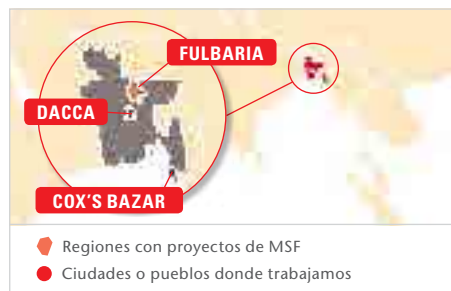 FULBARIA
DACCA
COX'S BAZAR
Regiones con proyectos de MSF
Ciudades o pueblos donde trabajamos